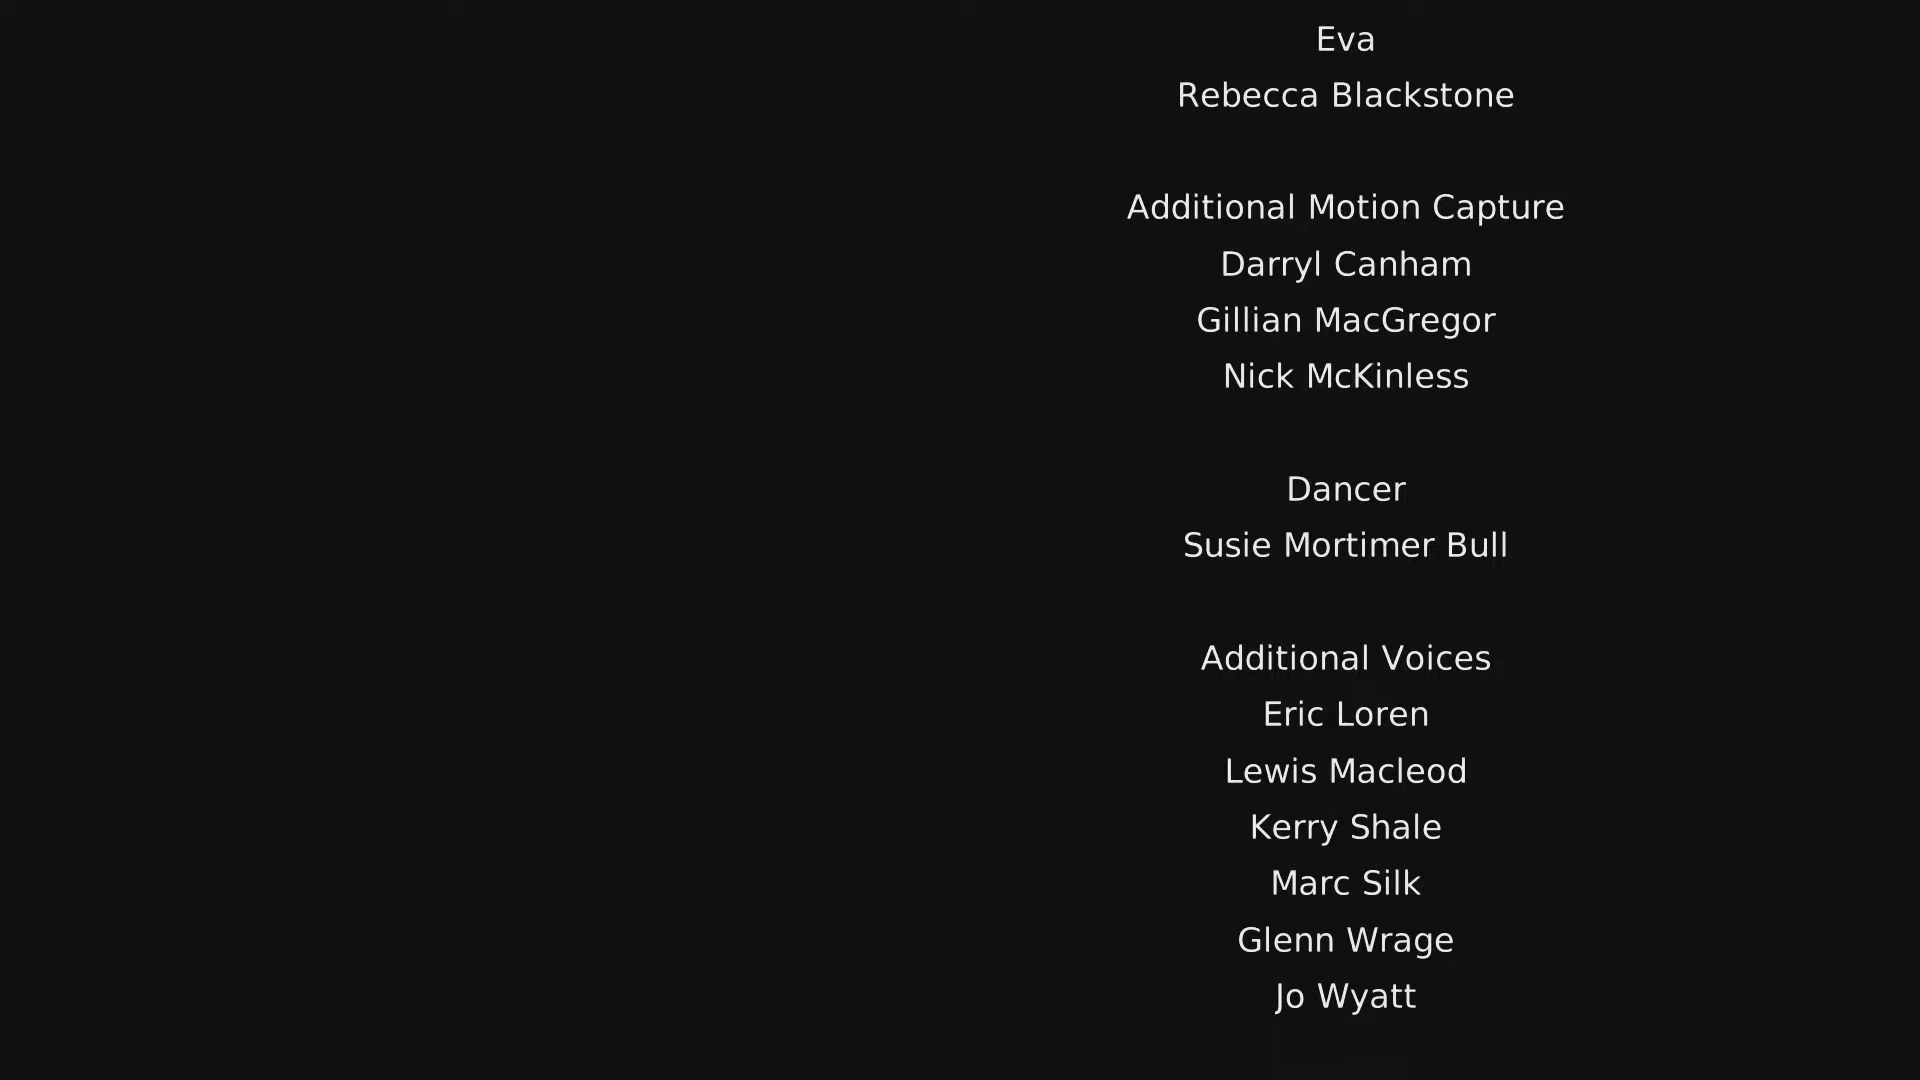 Eva
Rebecca Blackstone
Additional Motion Capture
Darryl Canham
Gillian MacGregor
Nick McKinless
Dancer
Susie Mortimer Bull
Additional Voices
Eric Loren
Lewis Macleod
Kerry Shale
Marc Silk
Glenn Wrage
Jo Wyatt